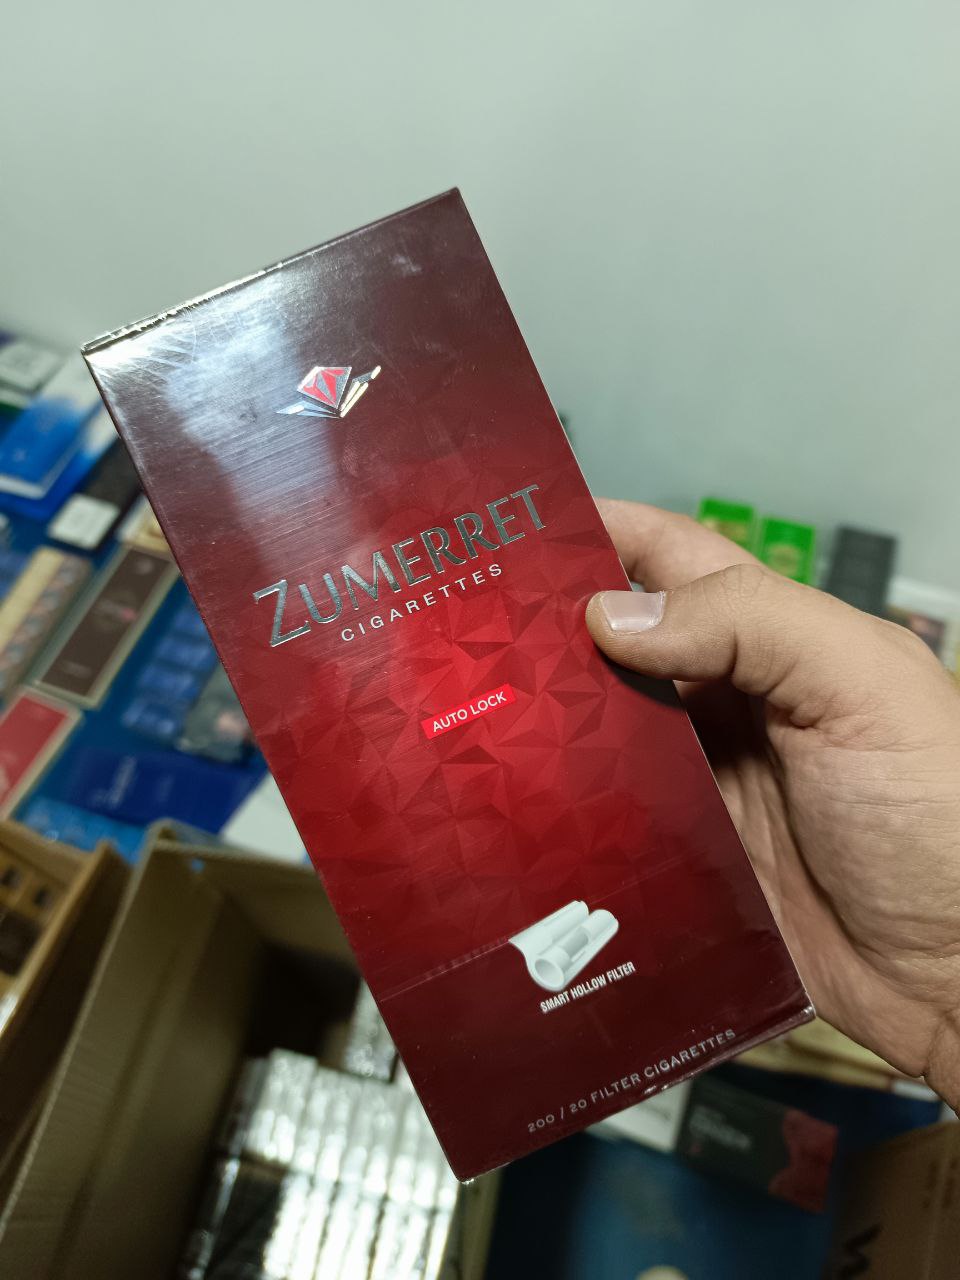 ZUMERRET
CIGARETTES
AUTO LOCK
SMART HOLLOW FILTER
200 / 20 FILTER CIGARETTES